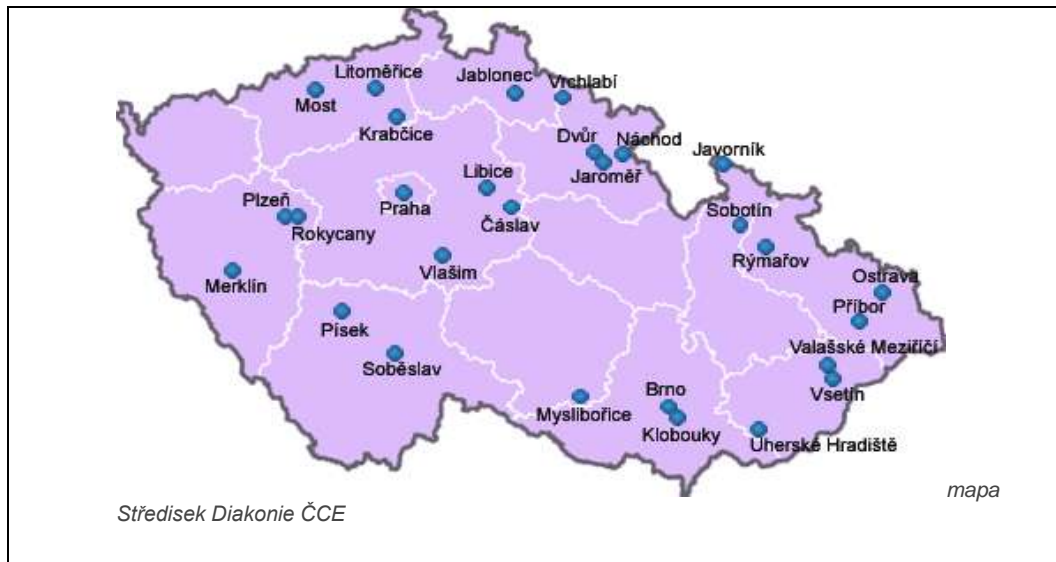 Litoměřice
Jablonec
Vrchlabí
Most
Krabčice
Dvůr
Náchod
Javorník
Jaroměř
Libice
Plzeň
Praha
Čáslav
Sobotín
Rokycany
Rýmařov
Vlašim
Merklín
Ostrava
Příbor
Písek
Valašské Meziříčí
Soběslav
Vsetín
Brno
Myslibořice
Klobouky
Uherské Hradiště
mapa
Středisek Diakonie ČCE